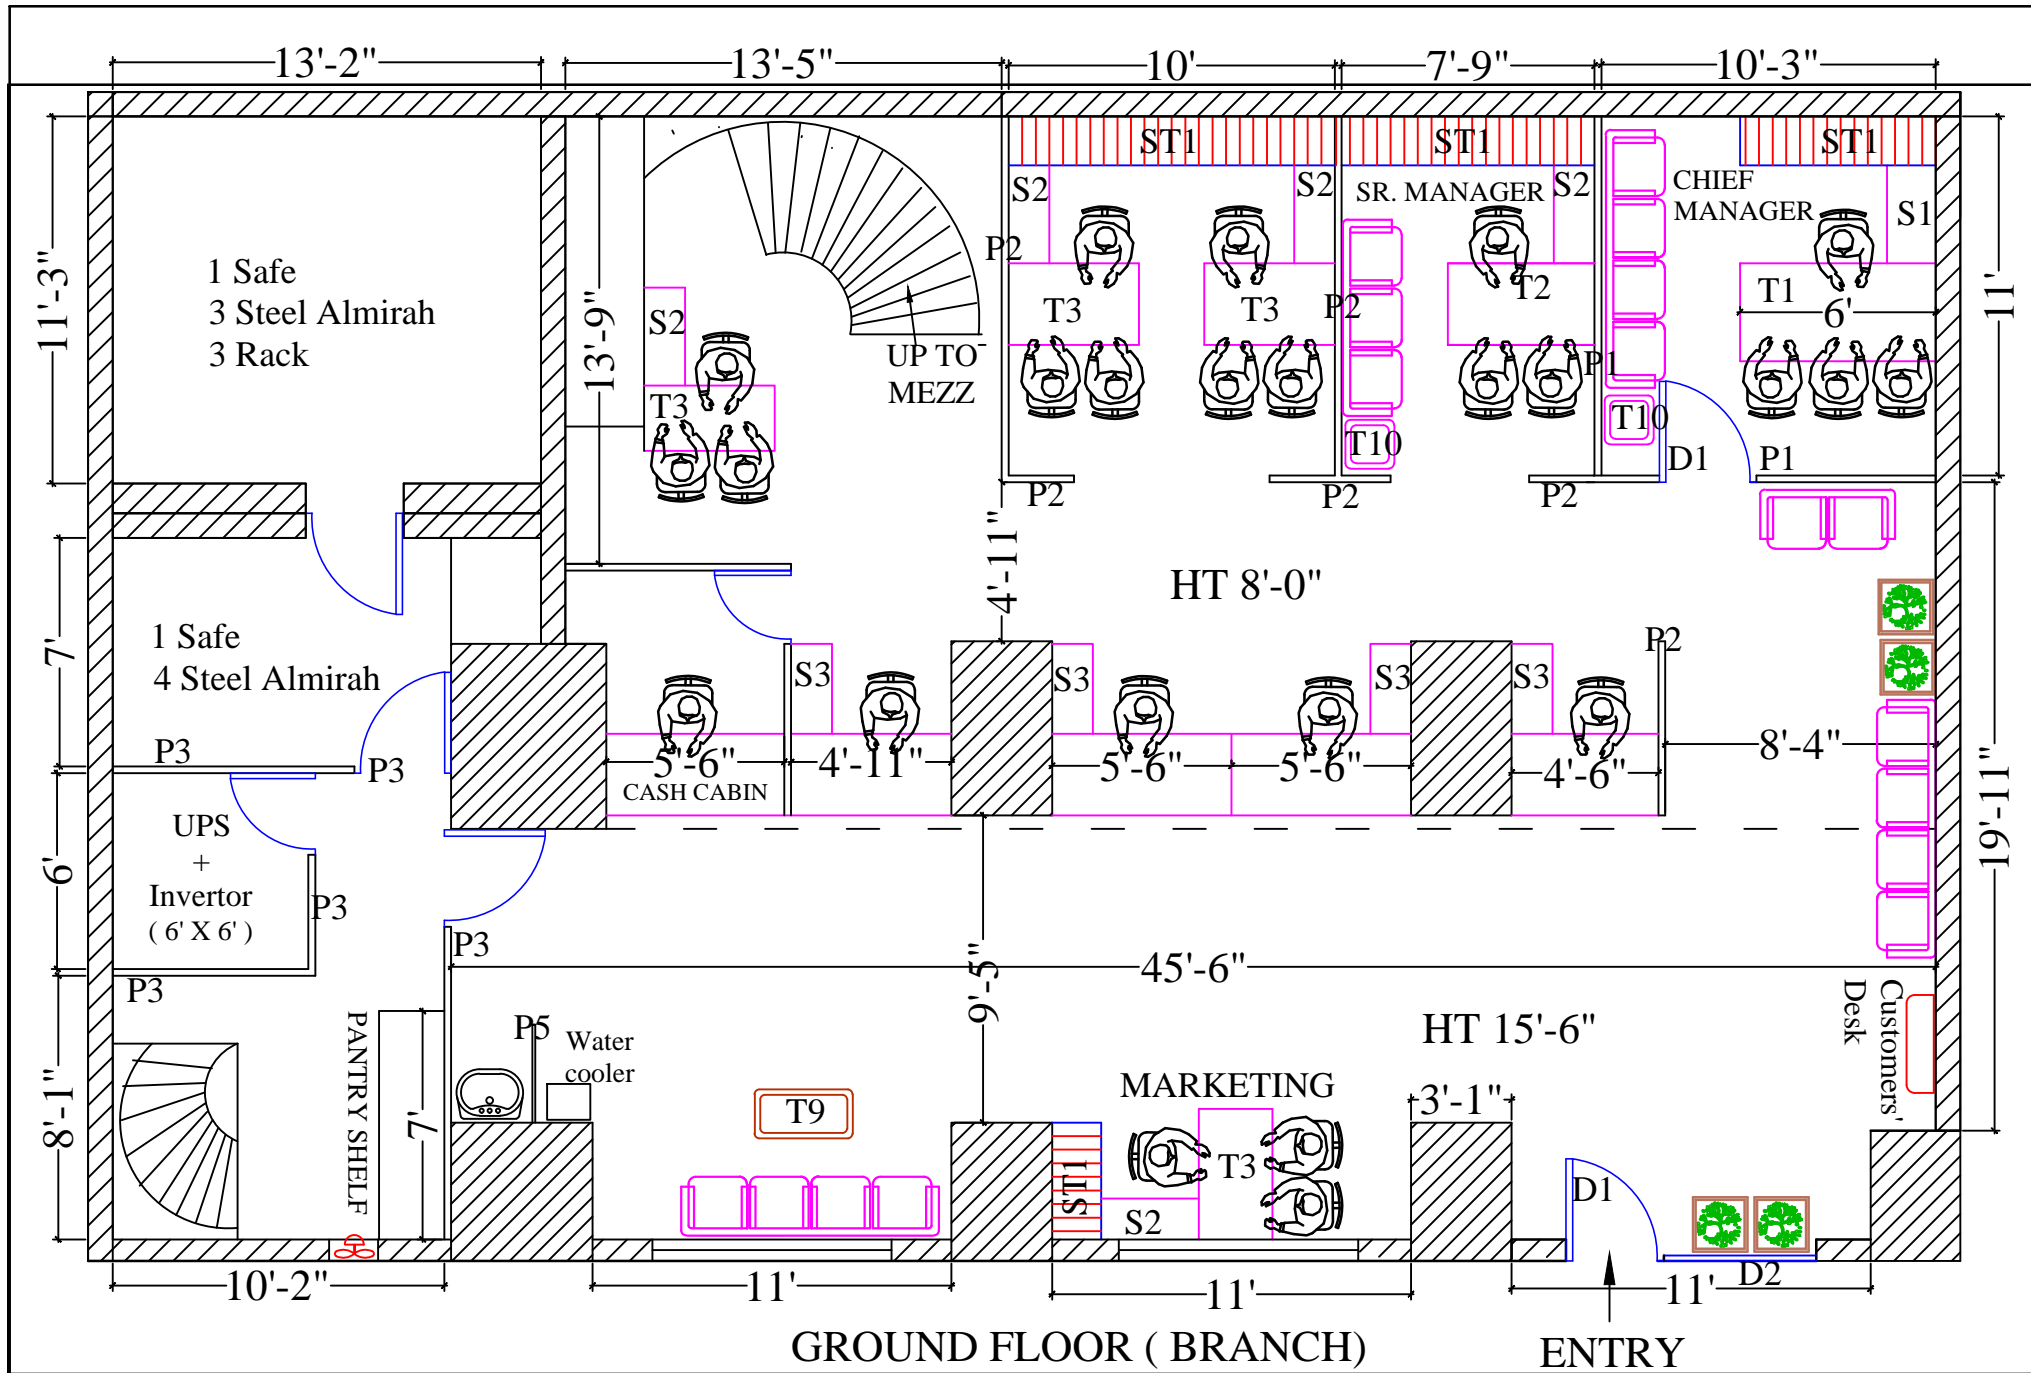 13'-2"
13'-5"
10'
7'-9"
10'-3"
ST1
ST1
ST1
S2
S2
SR. MANAGER
S2
CHIEF
MANAGER
S1
P2
1 Safe
3 Steel Almirah
3 Rack
11'-3"
13'-9"
S2
T3
UP TO
MEZZ
T3
T3
P2
T2
T1
6'
11'
P1
T10
T10
D1
P1
P2
P2
P2
4'-11"
HT 8'-0"
7'
1 Safe
4 Steel Almirah
S3
S3
S3
S3
P2
P3
P3
5'-6"
CASH CABIN
4'-11"
5'-6"
5'-6"
4'-6"
8'-4"
19'-11"
6'
UPS
+
Invertor
( 6' X 6' )
P3
P3
P3
9'-5"
45'-6"
Customers'
Desk
HT 15'-6"
8'-1"
PANTRY SHELF
7'
P5
Water
cooler
T9
MARKETING
3'-1"
ST1
T3
S2
D1
D2
10'-2"
11'
11'
11'
GROUND FLOOR ( BRANCH)
ENTRY